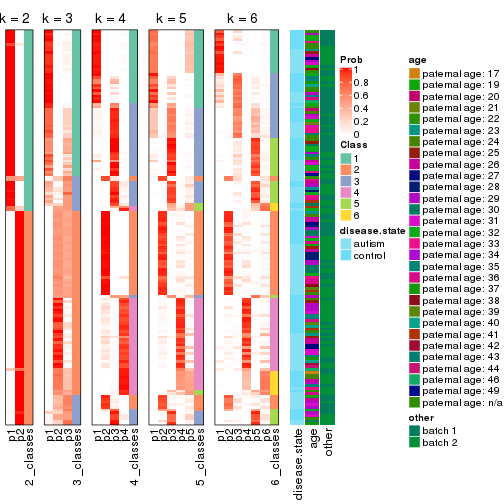 k = 2
k = 3
k = 4
k = 5
k = 6
p1
p2
2_classes
p1
p2
p3
3_classes
p1
p2
p3
p4
4_classes
p1
p2
p3
p4
p5
5_classes
p1
p2
p3
p4
p5
p6
6_classes
disease.state
age
other
Prob
1
0.8
0.6
0.4
0.2
0
Class
1
2
3
4
5
6
disease.state
autism
control
age
paternal age: 17
paternal age: 19
paternal age: 20
paternal age: 21
paternal age: 22
paternal age: 23
paternal age: 24
paternal age: 25
paternal age: 26
paternal age: 27
paternal age: 28
paternal age: 29
paternal age: 30
paternal age: 31
paternal age: 32
paternal age: 33
paternal age: 34
paternal age: 35
paternal age: 36
paternal age: 37
paternal age: 38
paternal age: 39
paternal age: 40
paternal age: 41
paternal age: 42
paternal age: 43
paternal age: 44
paternal age: 46
paternal age: 49
paternal age: n/a
other
batch 1
batch 2